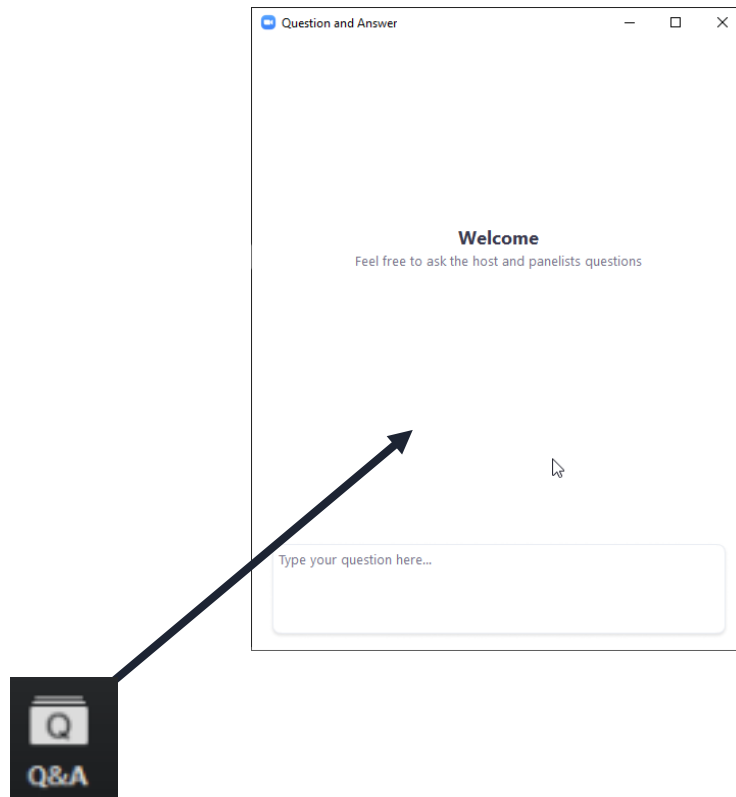 Question and Answer
Welcome
Feel free to ask the host and panelists questions
Type your question here...
Q
Q&A